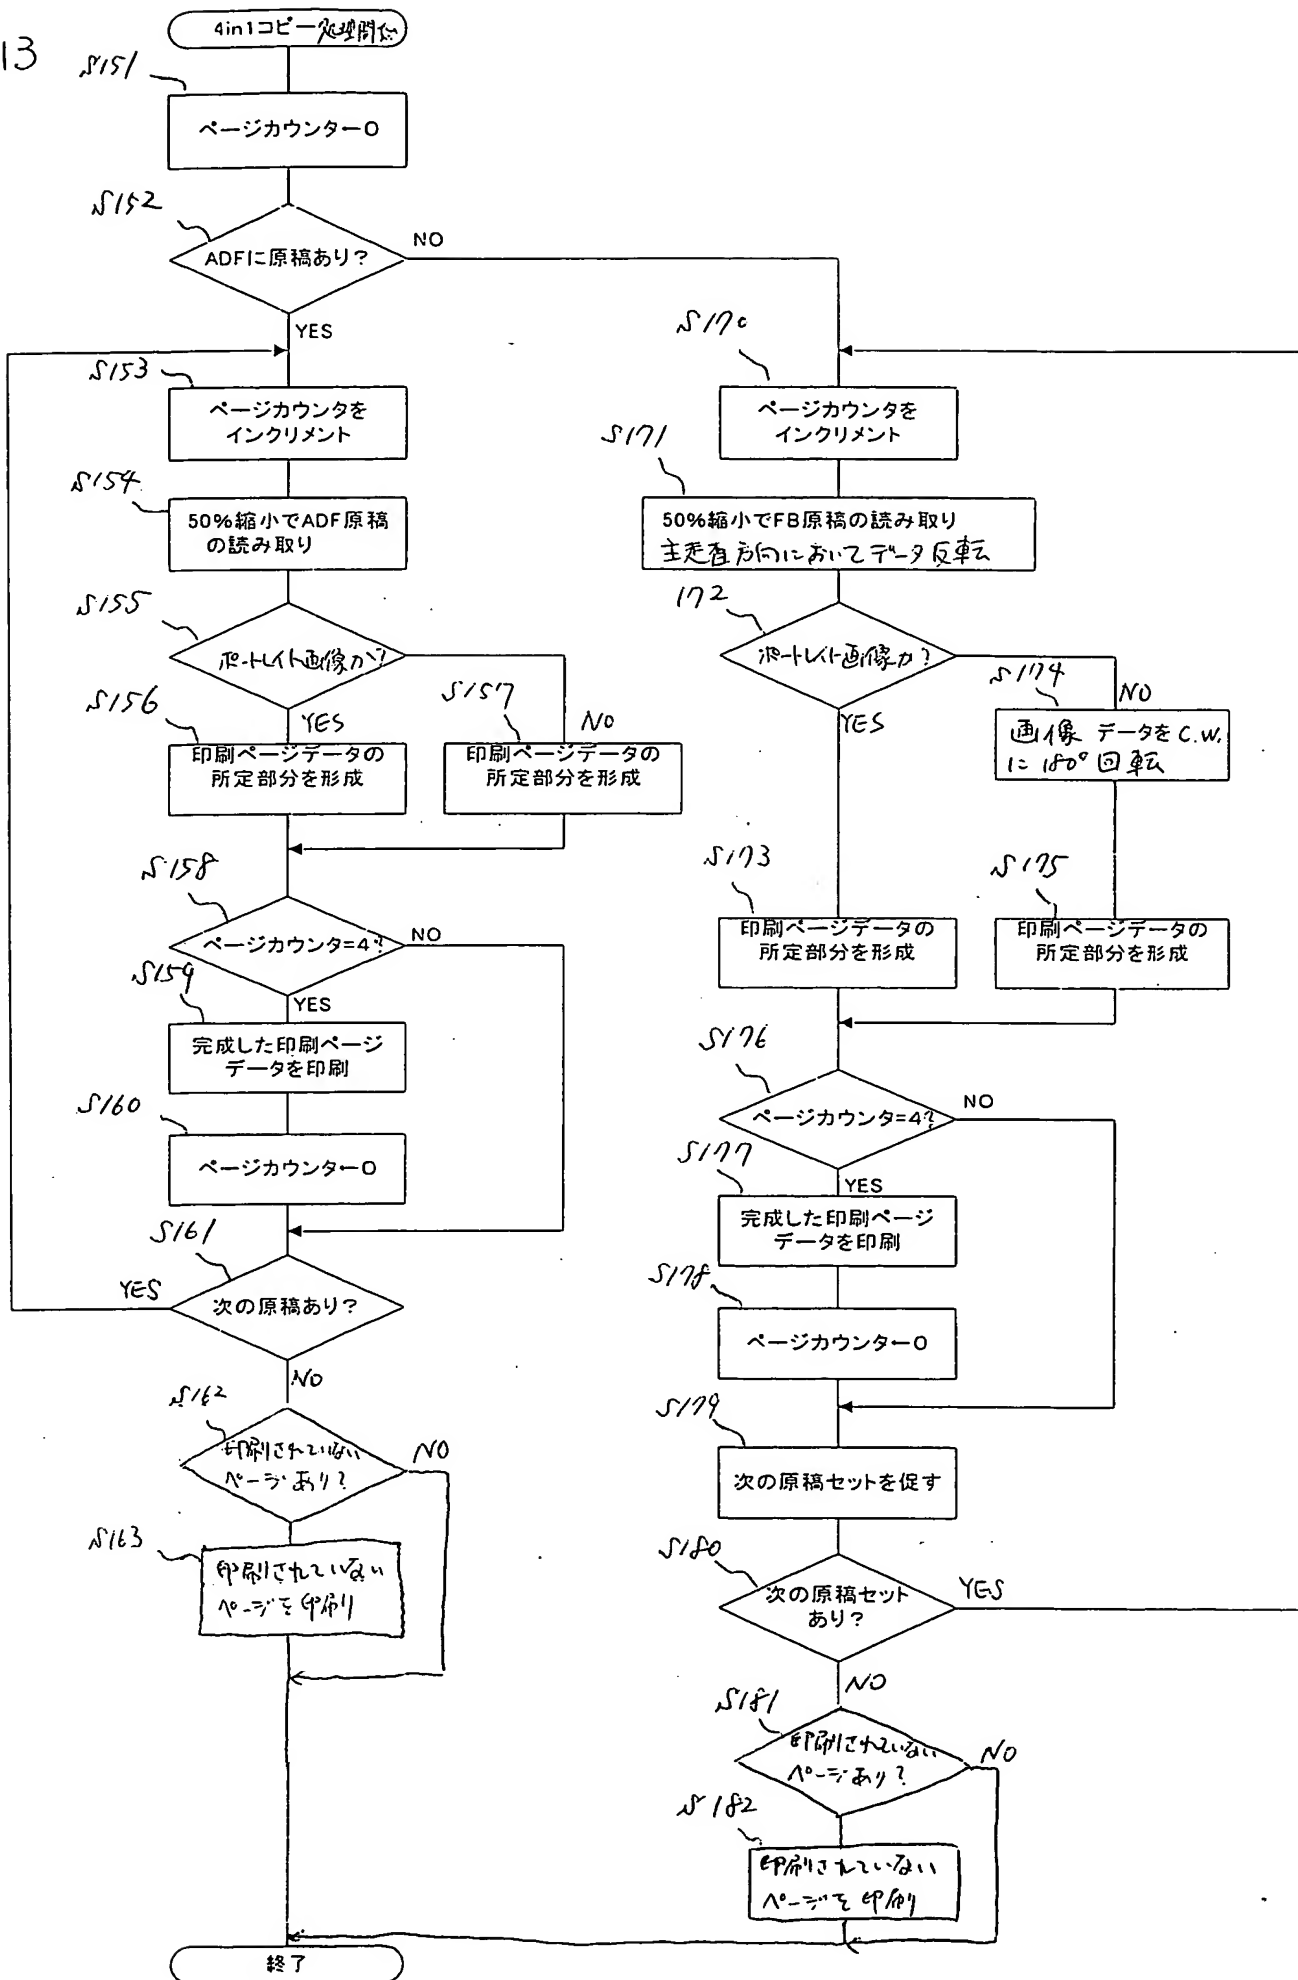 13
4in1コピー処理開始
S151
ページカウンタ←0
S152
ADFに原稿あり?
NO
YES
S153
ページカウンタを
インクリメント
S154
50%縮小でADF原稿
の読み取り
S155
ポートレイト画像か?
S156
YES
印刷ページデータの
所定部分を形成
S157
NO
印刷ページデータの
所定部分を形成
S158
ページカウンタ=4?
NO
S159
YES
完成した印刷ページ
データを印刷
S160
ページカウンタ←0
S161
YES
次の原稿あり?
NO
S162
印刷されていない
ページあり?
NO
S163
印刷されていない
ページを印刷
S170
ページカウンタを
インクリメント
S171
50%縮小でFB原稿の読み取り
主走査方向においてデータ反転
172
ポートレイト画像か?
YES
S174
NO
画像データをC.W.
に180°回転
S173
印刷ページデータの
所定部分を形成
S175
印刷ページデータの
所定部分を形成
S176
ページカウンタ=4?
NO
S177
YES
完成した印刷ページ
データを印刷
S178
ページカウンタ←0
S179
次の原稿セットを促す
S180
次の原稿セット
あり?
YES
NO
S181
印刷されていない
ページあり?
NO
S182
印刷されていない
ページを印刷
終了